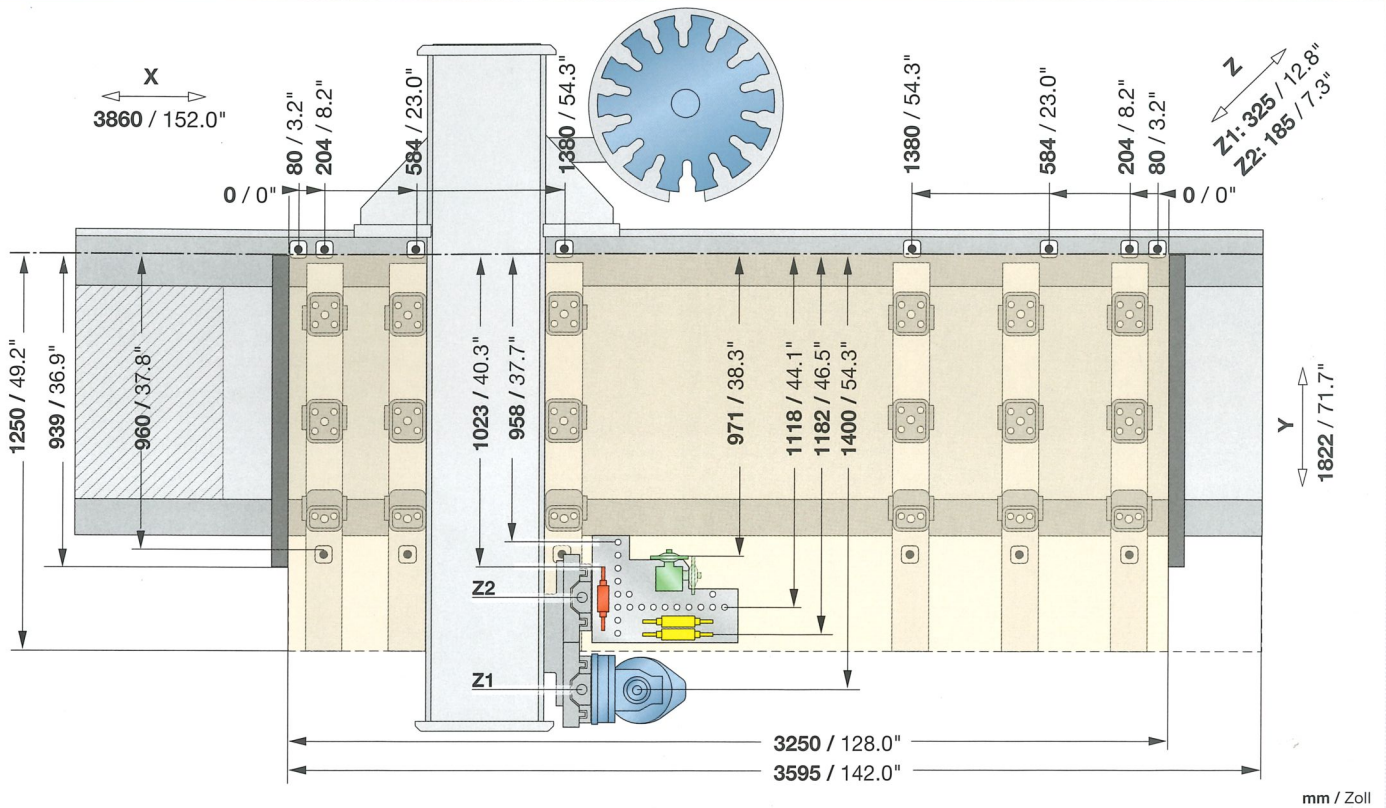 X
3860 / 152.0"
80 / 3.2"
204 / 8.2"
584 / 23.0"
1380 / 54.3"
1380 / 54.3"
584 / 23.0"
204 / 8.2"
80 / 3.2"
Z
Z1: 325 / 12.8"
Z2: 185 / 7.3"
0 / 0"
0 / 0"
1250 / 49.2"
939 / 36.9"
960 / 37.8"
1023 / 40.3"
958 / 37.7"
971 / 38.3"
1118 / 44.1"
1182 / 46.5"
1400 / 54.3"
Y
1822 / 71.7"
Z2
Z1
3250 / 128.0"
3595 / 142.0"
mm / Zoll